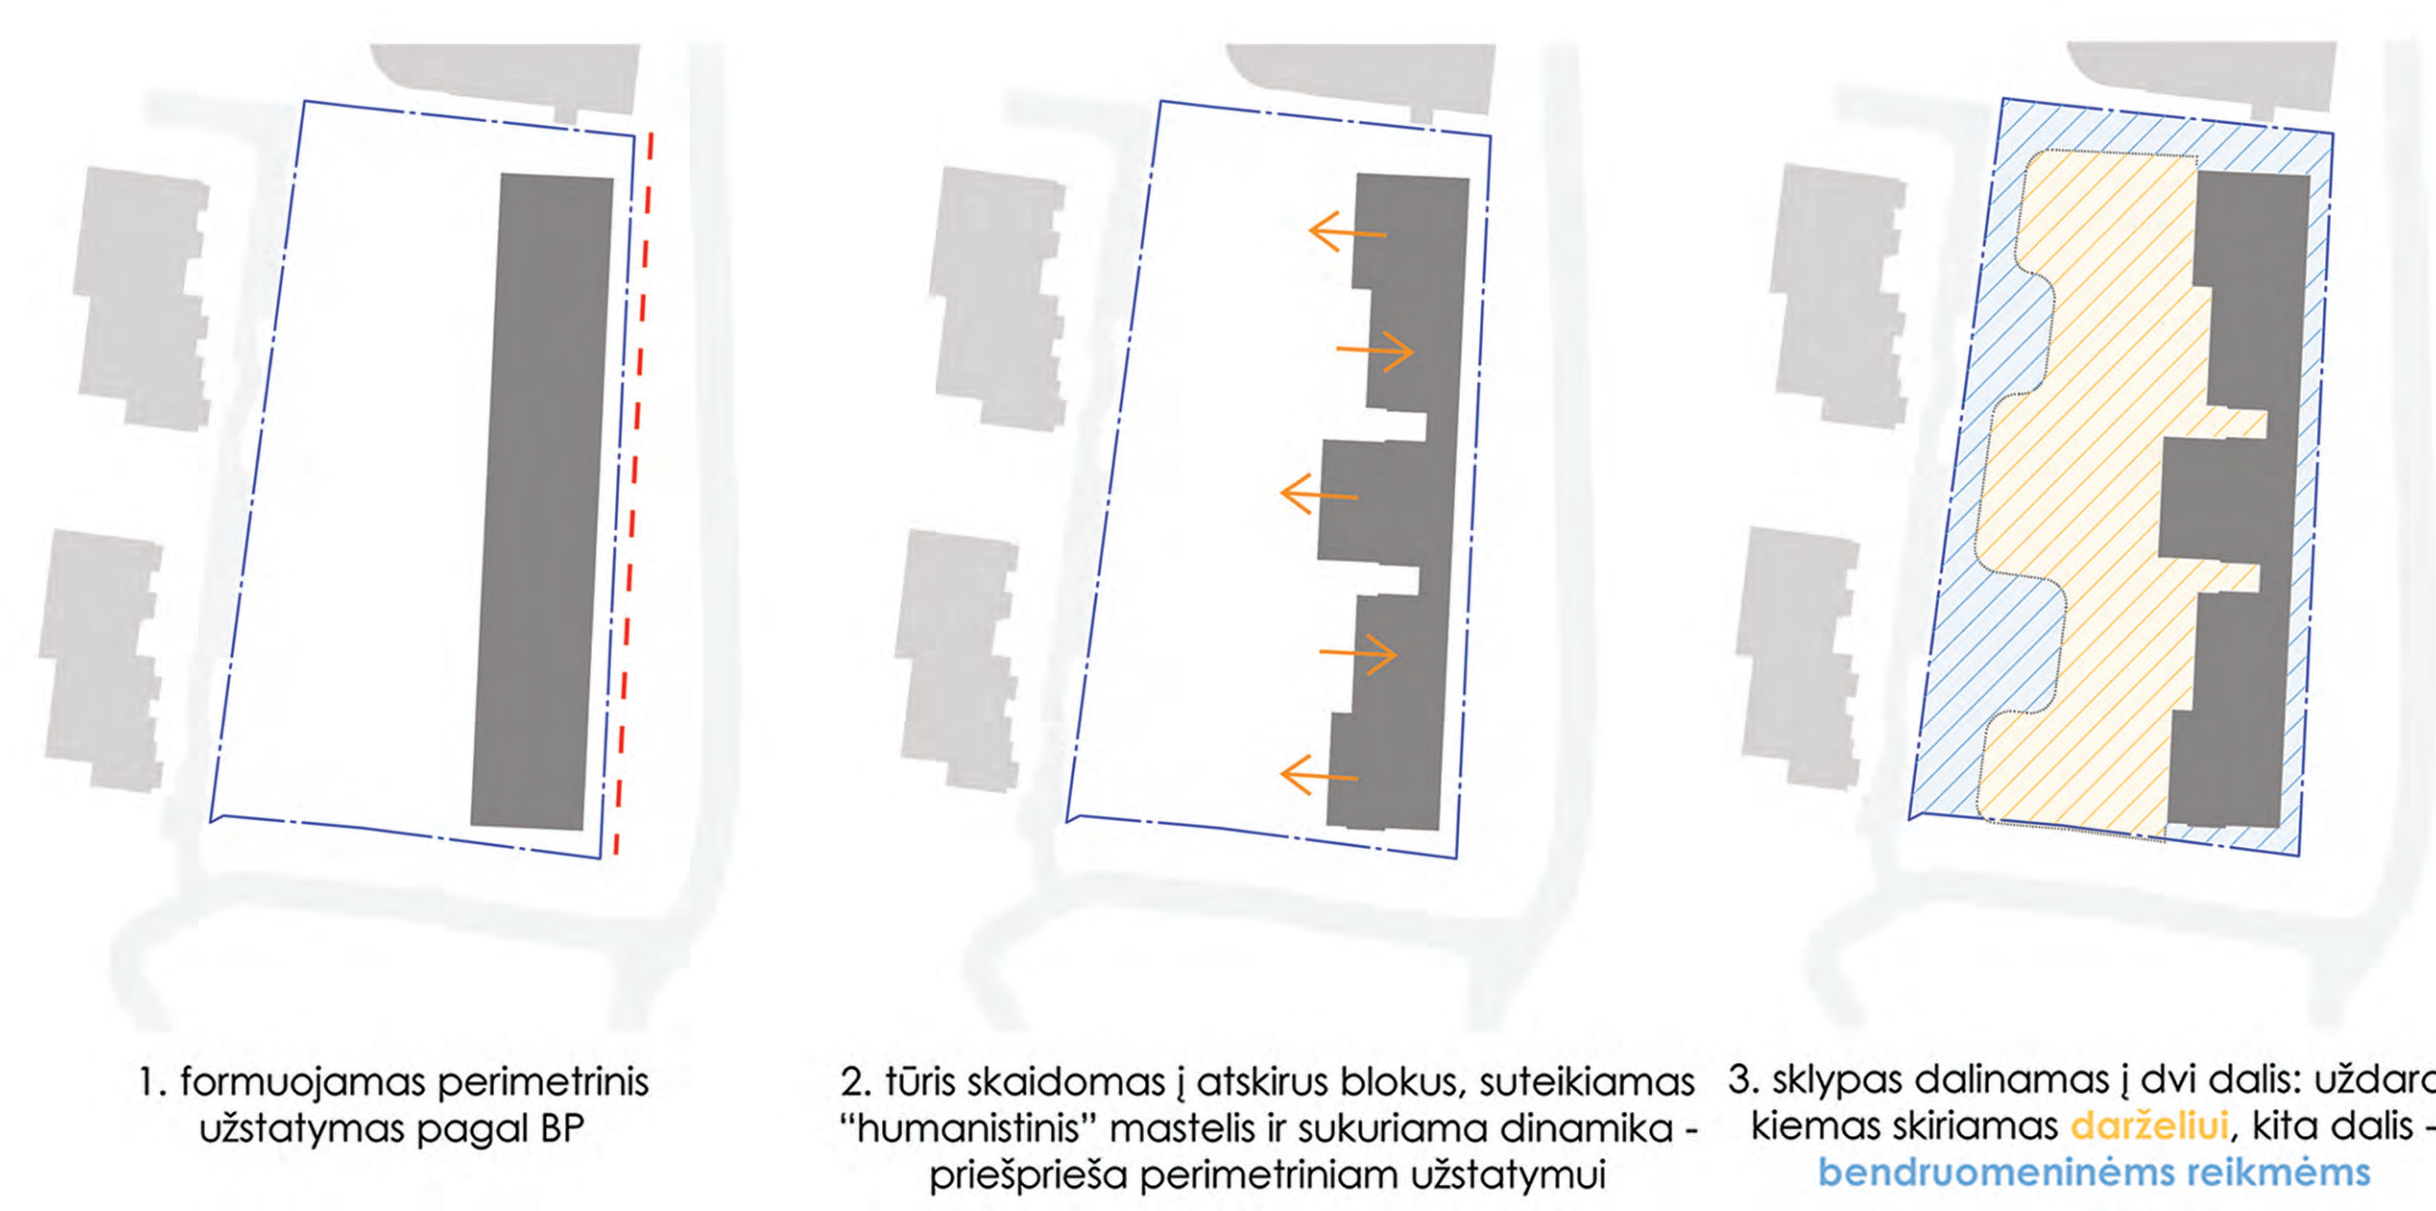 1. formuojamas perimetrinis
užstatymas pagal BP
2. tūris skaidomas į atskirus blokus, suteikiamas
“humanistinis” mastelis ir sukuriama dinamika -
priešprieša perimetriniam užstatymui
3. sklypas dalinamas į dvi dalis:
kiemas skiriamas darželiui, kita dalis -
bendruomeninėms reikmėms